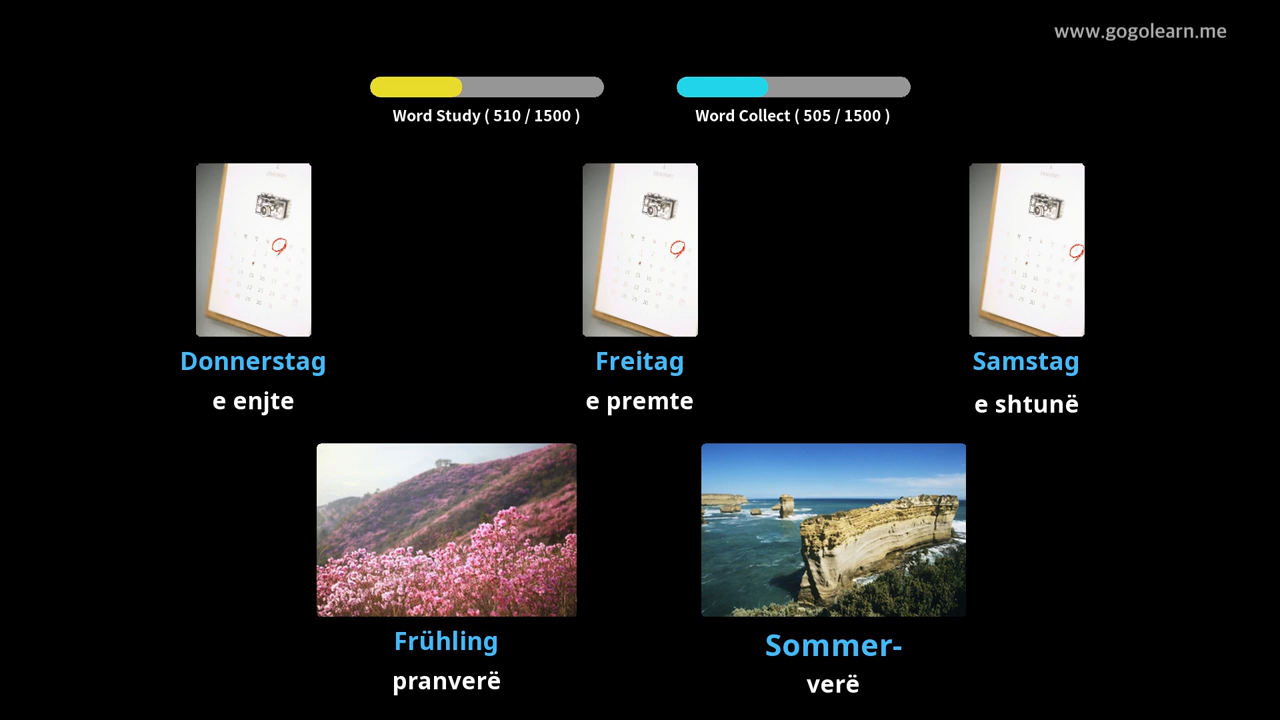 www.gogolearn.me
Word Study ( 510 / 1500 )
Word Collect ( 505 / 1500 )
Donnerstag
Freitag
Samstag
e enjte
e premte
e shtunë
Frühling
Sommer-
pranverë
verë